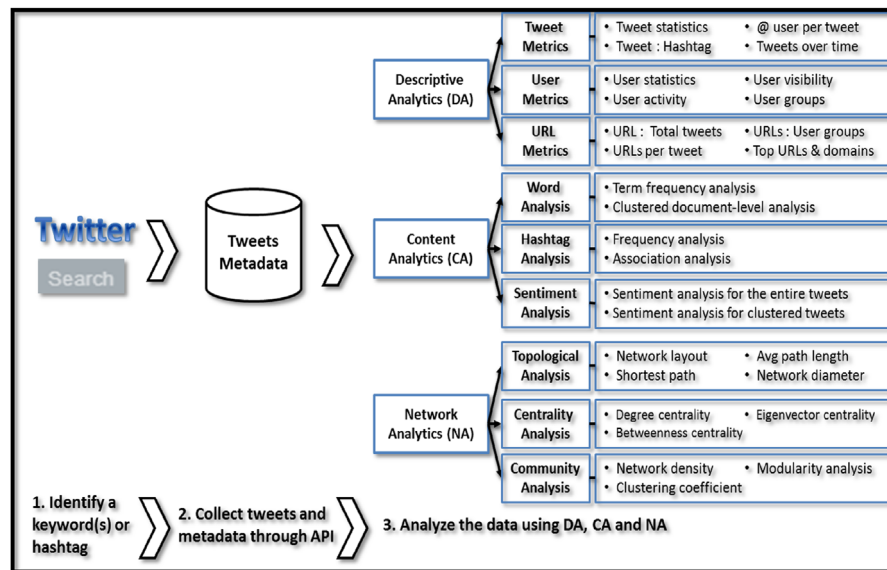 Twitter
Search
Tweets
Metadata
Descriptive
Analytics (DA)
Tweet
Metrics
• Tweet statistics • @ user per tweet
• Tweet : Hashtag • Tweets over time
User
Metrics
• User statistics • User visibility
• User activity • User groups
URL
Metrics
• URL : Total tweets • URLs : User groups
• URLs per tweet • Top URLs & domains
Content
Analytics (CA)
Word
Analysis
• Term frequency analysis
• Clustered document-level analysis
Hashtag
Analysis
• Frequency analysis
• Association analysis
Sentiment
Analysis
• Sentiment analysis for the entire tweets
• Sentiment analysis for clustered tweets
Network
Analytics (NA)
Topological
Analysis
• Network layout • Avg path length
• Shortest path • Network diameter
Centrality
Analysis
• Degree centrality • Eigenvector centrality
• Betweenness centrality
Community
Analysis
• Network density • Modularity analysis
• Clustering coefficient
1. Identify a
keyword(s) or
hashtag
2. Collect tweets and
metadata through API
3. Analyze the data using DA, CA and NA